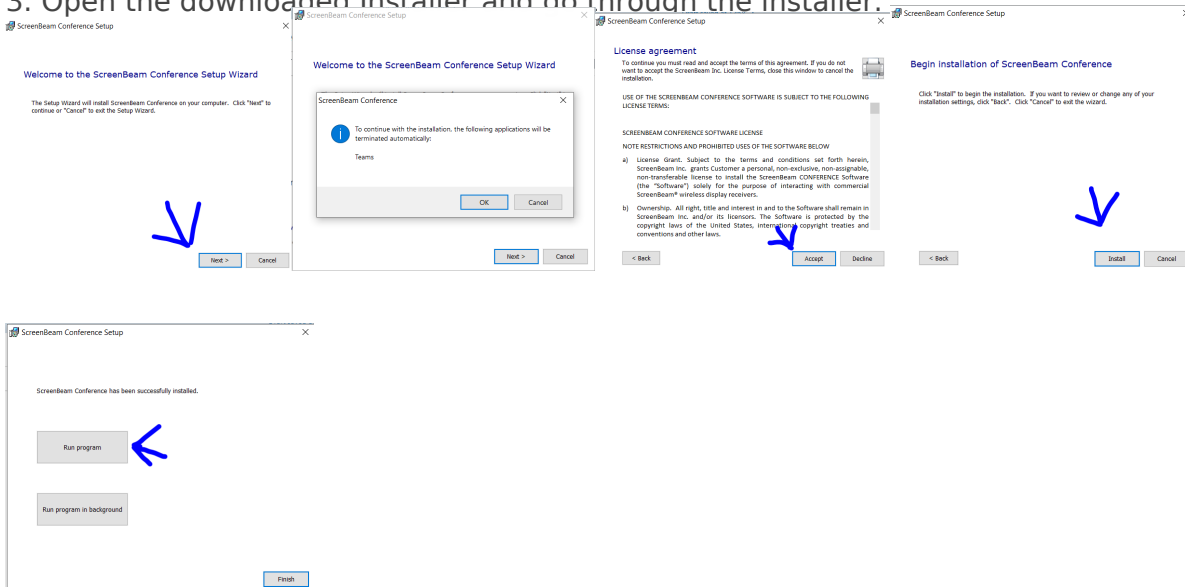 3. Open the downloaded installer and go through the installer.
ScreenBeam Conference Setup
Welcome to the ScreenBeam Conference Setup Wizard
The Setup Wizard will install ScreenBeam Conference on your computer. Click "Next" to
continue or "Cancel" to exit the Setup Wizard.
Next >
Cancel
ScreenBeam Conference Setup
Welcome to the ScreenBeam Conference Setup Wizard
ScreenBeam Conference
To continue with the installation, the following applications will be
terminated automatically:
Teams
OK
Cancel
Next >
Cancel
ScreenBeam Conference Setup
License agreement
To continue you must read and accept the terms of this agreement. If you do not
want to accept the ScreenBeam Inc. License Terms, close this window to cancel the
installation.
USE OF THE SCREENBEAM CONFERENCE SOFTWARE IS SUBJECT TO THE FOLLOWING
LICENSE TERMS:
SCREENBEAM CONFERENCE SOFTWARE LICENSE
NOTE RESTRICTIONS AND PROHIBITED USES OF THE SOFTWARE BELOW
a) License Grant. Subject to the terms and conditions set forth herein,
ScreenBeam Inc. grants Customer a personal, non-exclusive, non-assignable,
non-transferable license to install the ScreenBeam CONFERENCE Software
(the "Software") solely for the purpose of interacting with commercial
ScreenBeam® wireless display receivers.
b) Ownership. All right, title and interest in and to the Software shall remain in
ScreenBeam Inc. and/or its licensors. The Software is protected by the
copyright laws of the United States, international copyright treaties and
conventions and other laws.
< Back
Accept
Decline
ScreenBeam Conference Setup
Begin installation of ScreenBeam Conference
Click "Install" to begin the installation. If you want to review or change any of your
installation settings, click "Back". Click "Cancel" to exit the wizard.
< Back
Install
Cancel
ScreenBeam Conference Setup
ScreenBeam Conference has been successfully installed.
Run program
Run program in background
Finish